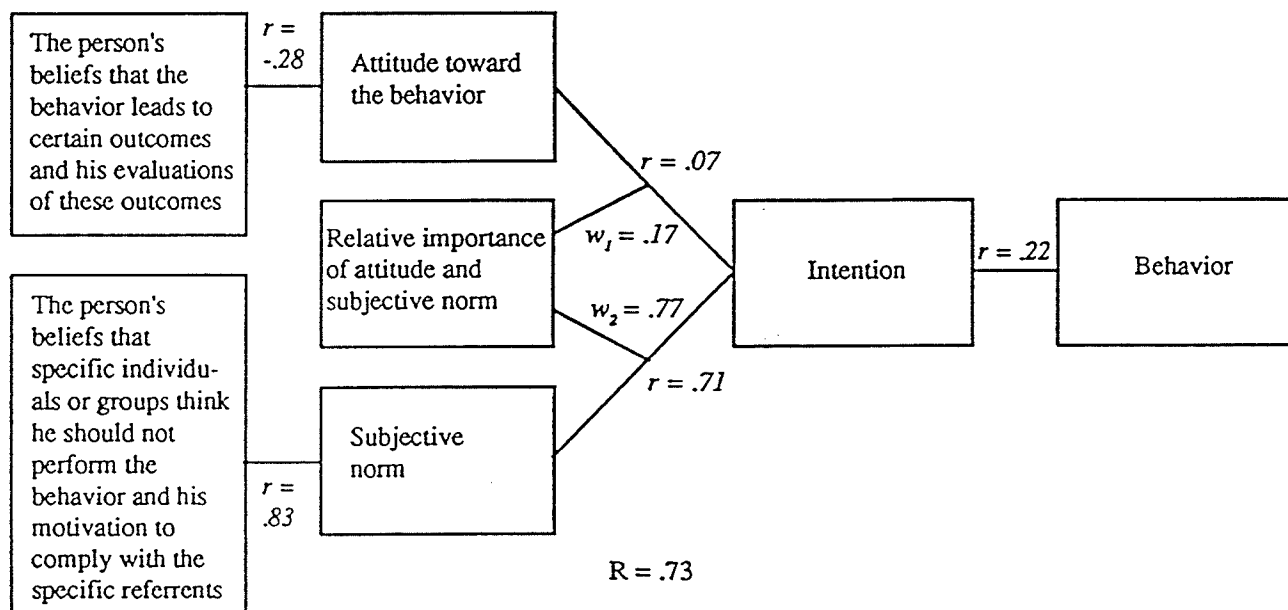 The person's
beliefs that the
behavior leads to
certain outcomes
and his evaluations
of these outcomes
r =
-.28
Attitude toward
the behavior
r = .07
Relative importance
of attitude and
subjective norm
w₁ = .17
w₂ = .77
Intention
r = .22
Behavior
The person's
beliefs that
specific individu-
als or groups think
he should not
perform the
behavior and his
motivation to
comply with the
specific referrents
r =
.83
Subjective
norm
r = .71
R = .73